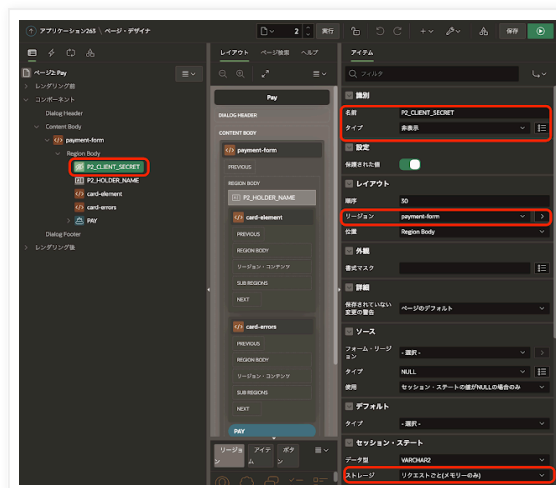 アプリケーション263 \ ページ・デザイナ
2
実行
保存
ページ2: Pay
レンダリング前
コンポーネント
Dialog Header
Content Body
payment-form
Region Body
P2_CLIENT_SECRET
P2_HOLDER_NAME
card-element
card-errors
PAY
Dialog Footer
レンダリング後
レイアウト
ページ検索
ヘルプ
Pay
DIALOG HEADER
CONTENT BODY
payment-form
PREVIOUS
REGION BODY
P2_HOLDER_NAME
card-element
PREVIOUS
REGION BODY
リージョン・コンテンツ
SUB REGIONS
NEXT
card-errors
PREVIOUS
REGION BODY
リージョン・コンテンツ
SUB REGIONS
NEXT
PAY
リージョン
アイテム
ボタン
アイテム
フィルタ
識別
名前 P2_CLIENT_SECRET
タイプ 非表示
設定
保護された値
レイアウト
順序 30
リージョン payment-form
位置 Region Body
外観
書式マスク
詳細
保存されていない変更の警告 ページのデフォルト
ソース
フォーム・リージョン - 選択 -
タイプ NULL
使用 セッション・ステートの値がNULLの場合のみ
デフォルト
タイプ - 選択 -
セッション・ステート
データ型 VARCHAR2
ストレージ リクエストごと(メモリーのみ)